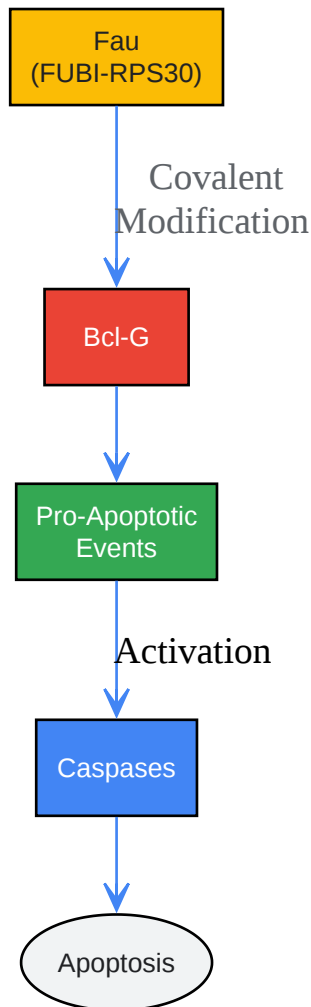 Fau
(FUBI-RPS30)
Covalent
Modification
Bcl-G
Pro-Apoptotic
Events
Activation
Caspases
Apoptosis